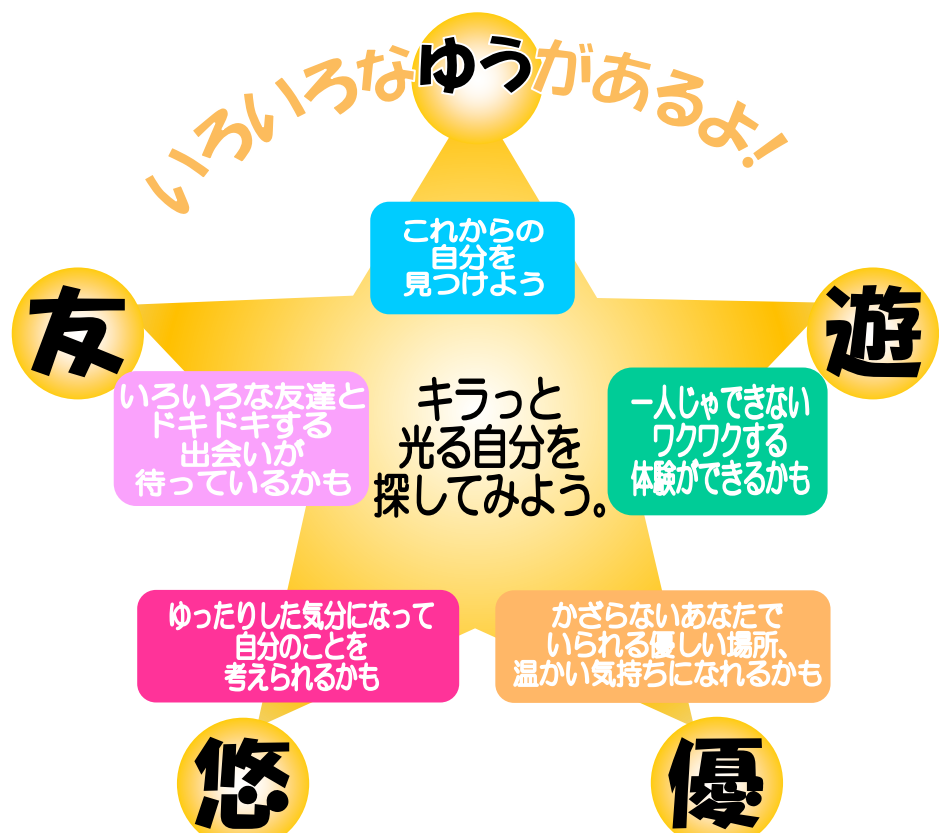 いろいろなゆうがあるよ!
これからの
自分を
見つけよう
友
遊
いろいろな友達と
ドキドキする
出会いが
待っているかも
キラっと
光る自分を
探してみよう。
一人じゃできない
ワクワクする
体験ができるかも
ゆったりした気分になって
自分のことを
考えられるかも
かざらないあなたで
いられる優しい場所、
温かい気持ちになれるかも
悠
優